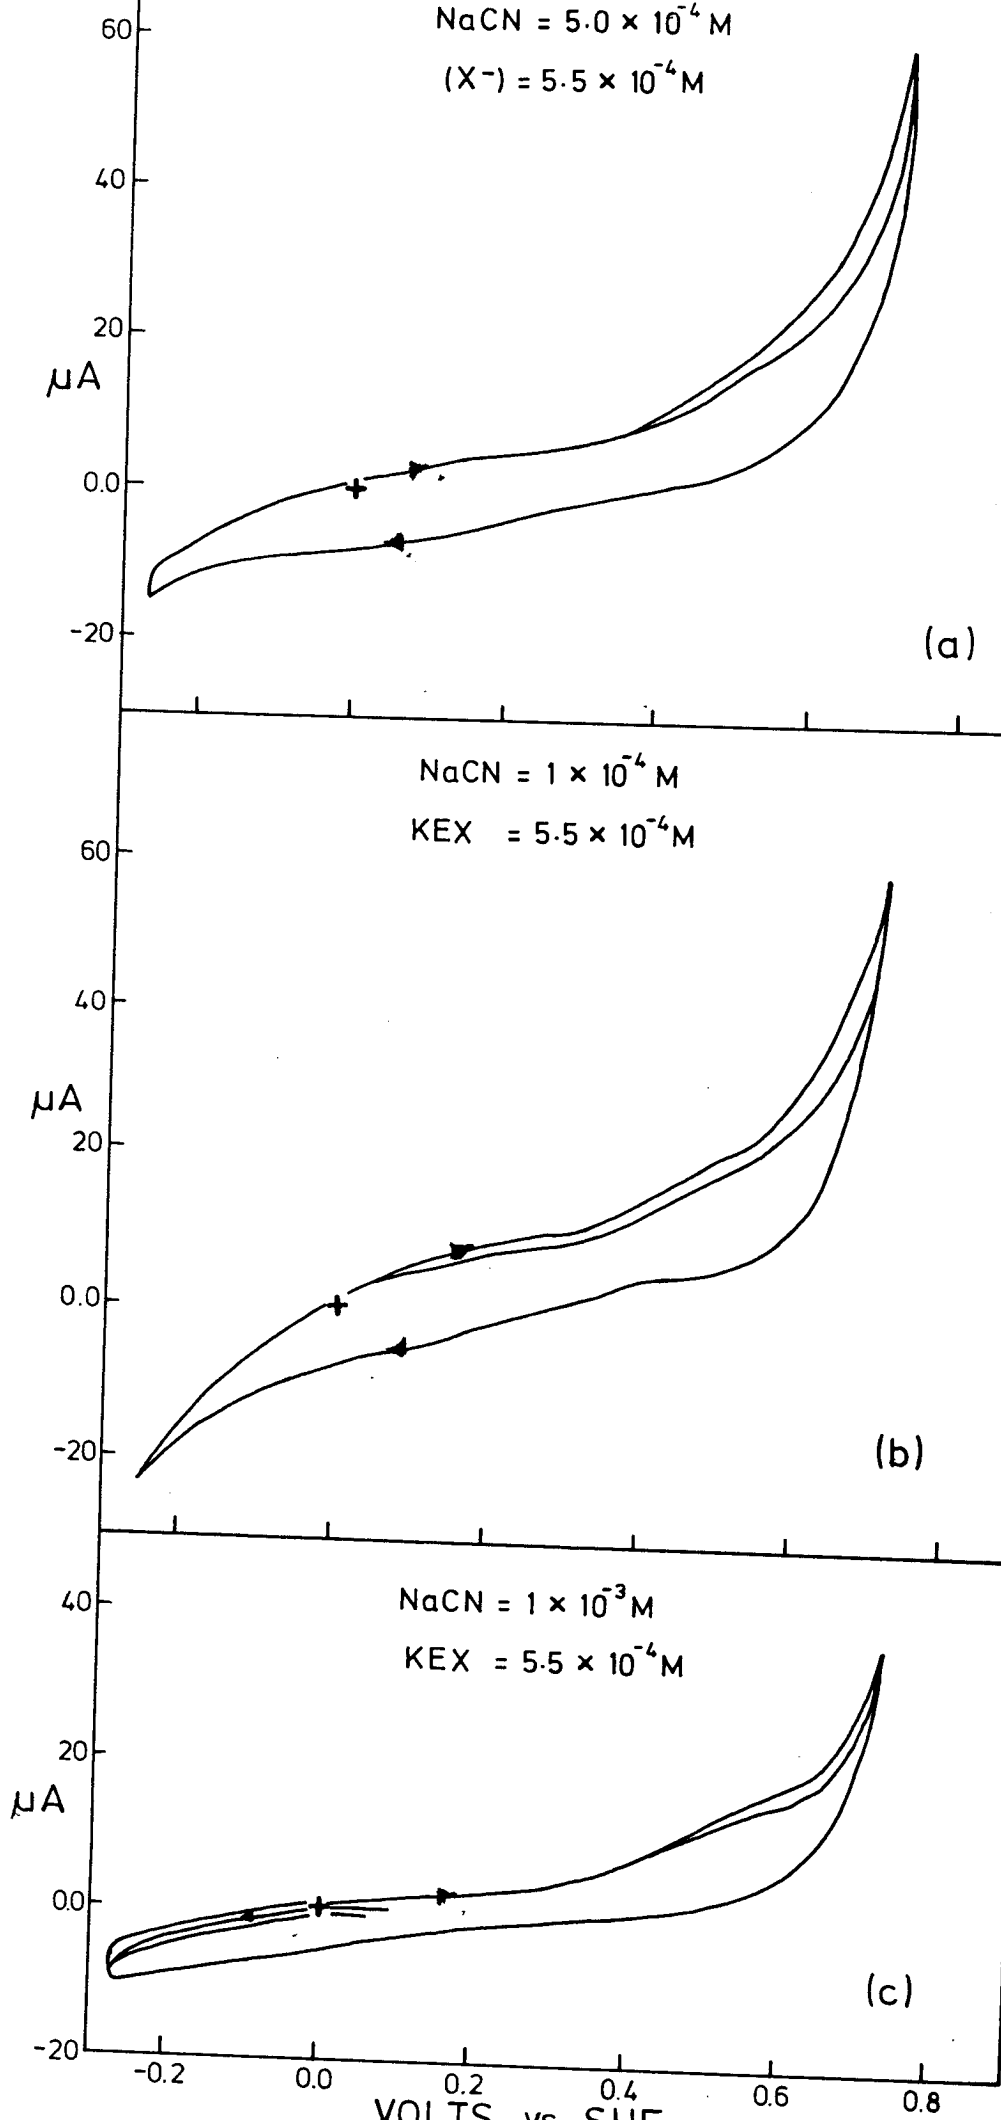 NaCN = 5.0 × 10⁻⁴ M
(X⁻) = 5.5 × 10⁻⁴ M
60
40
20
μA
0.0
-20
(a)
NaCN = 1 × 10⁻⁴ M
KEX = 5.5 × 10⁻⁴ M
60
40
μA
20
0.0
-20
(b)
NaCN = 1 × 10⁻³ M
KEX = 5.5 × 10⁻⁴ M
40
20
μA
0.0
(c)
-20
-0.2 0.0 0.2 0.4 0.6 0.8
VOLTS vs SHE